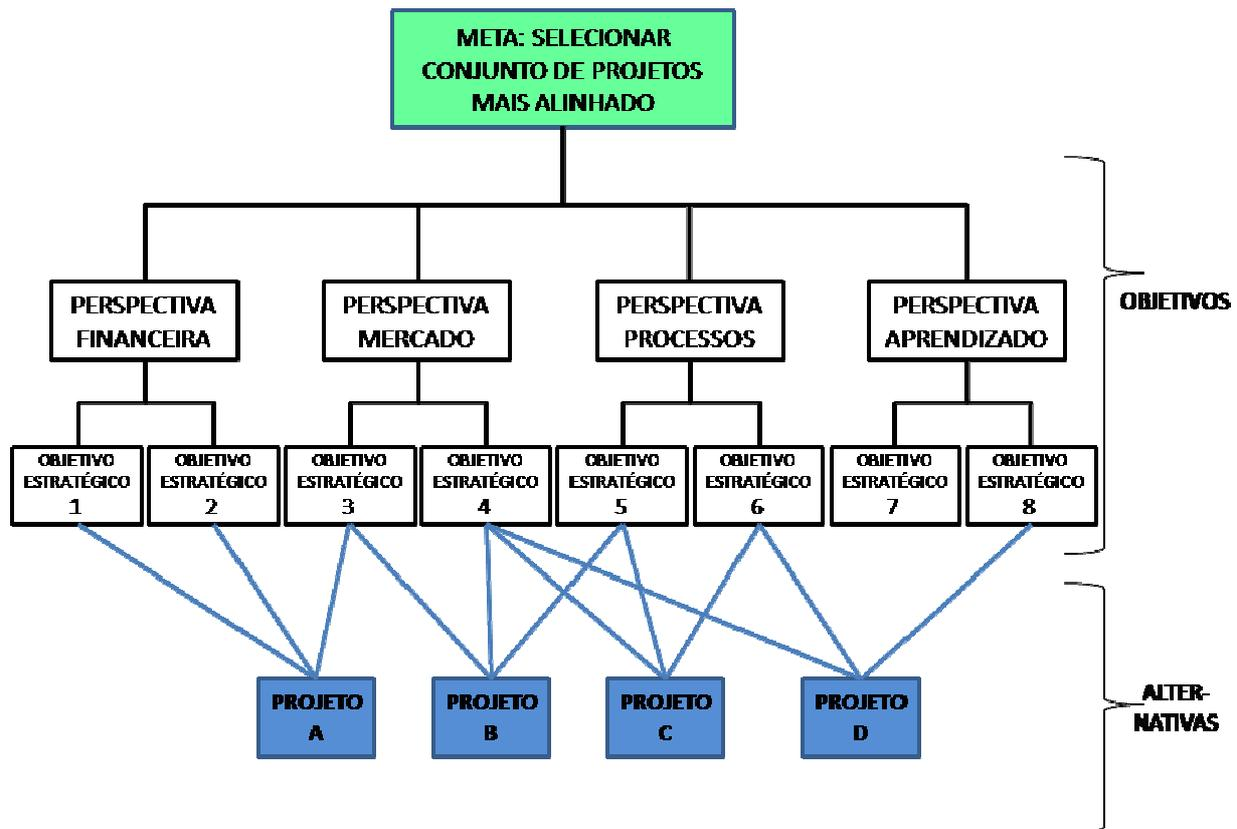 META: SELECIONAR
CONJUNTO DE PROJETOS
MAIS ALINHADO
PERSPECTIVA
FINANCEIRA
PERSPECTIVA
MERCADO
PERSPECTIVA
PROCESSOS
PERSPECTIVA
APRENDIZADO
OBJETIVOS
OBJETIVO
ESTRATÉGICO
1
OBJETIVO
ESTRATÉGICO
2
OBJETIVO
ESTRATÉGICO
3
OBJETIVO
ESTRATÉGICO
4
OBJETIVO
ESTRATÉGICO
5
OBJETIVO
ESTRATÉGICO
6
OBJETIVO
ESTRATÉGICO
7
OBJETIVO
ESTRATÉGICO
8
PROJETO
A
PROJETO
B
PROJETO
C
PROJETO
D
ALTER-
NATIVAS